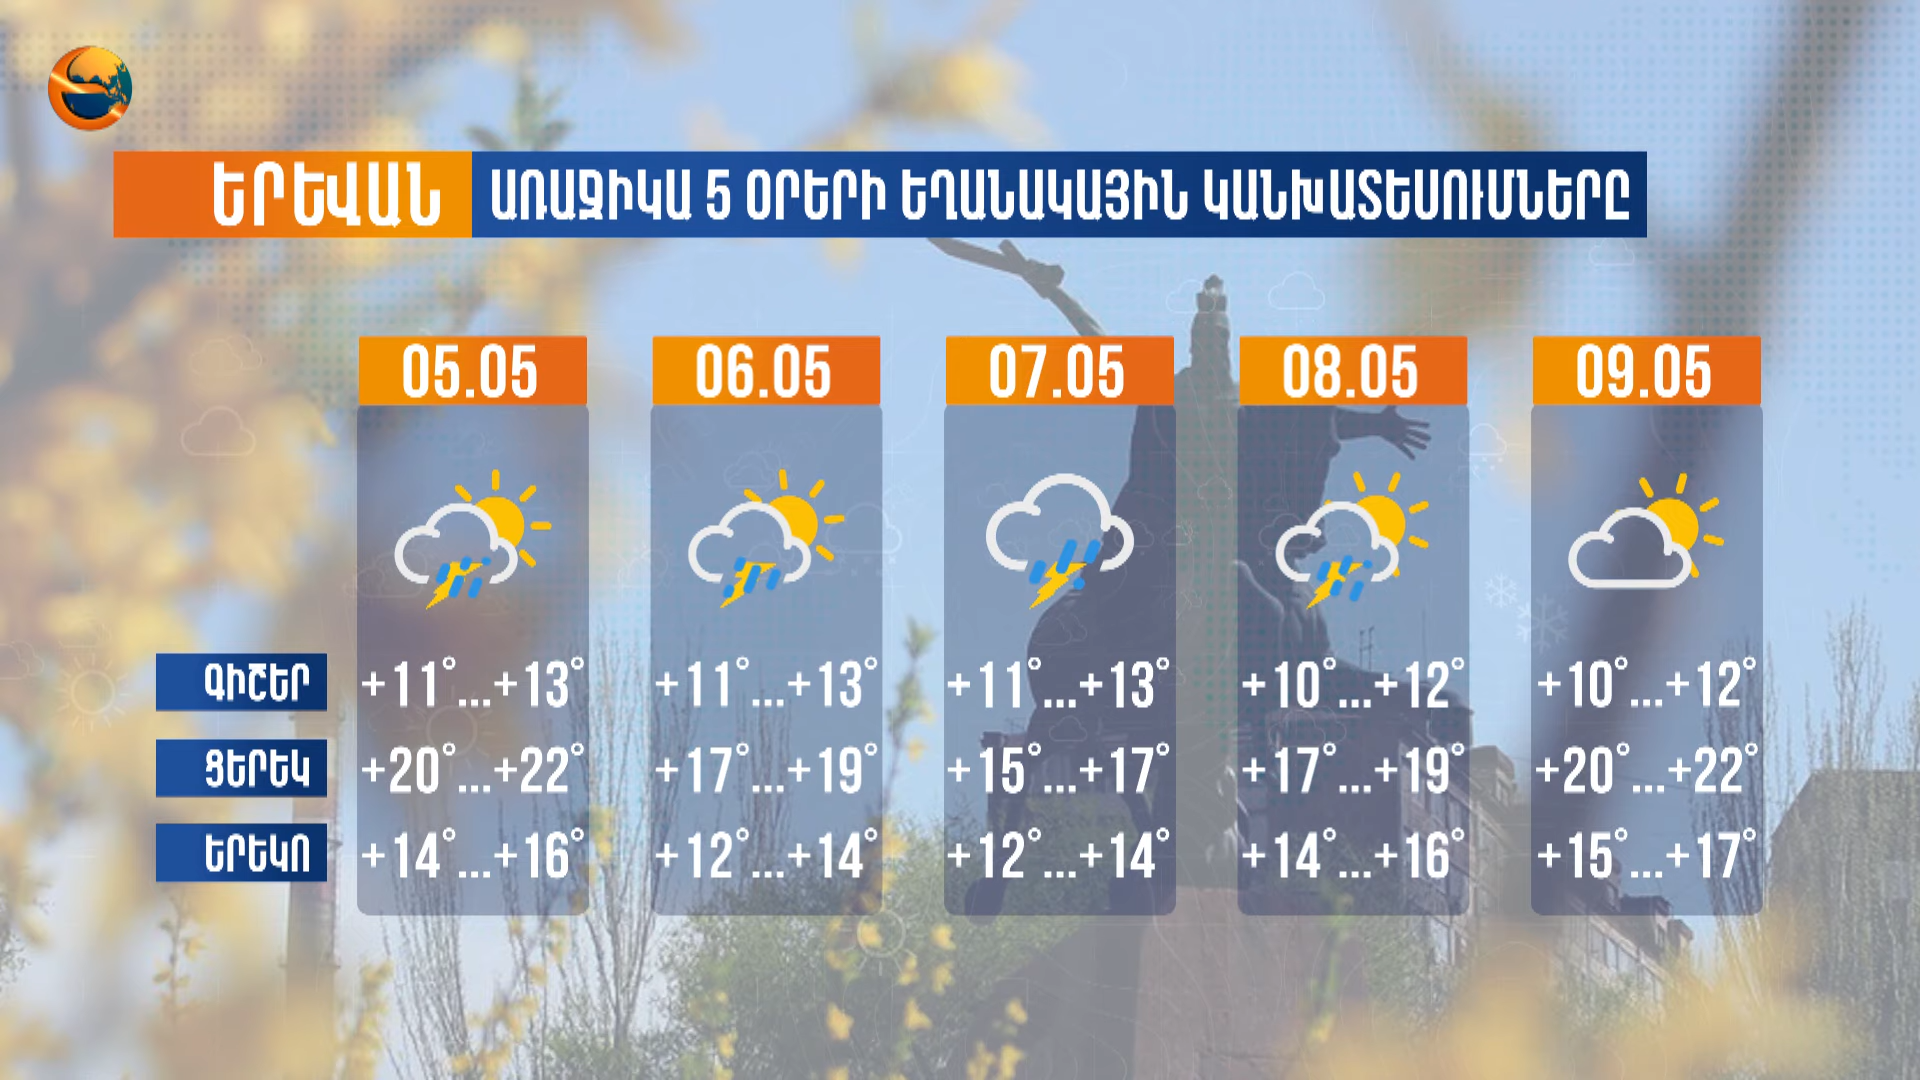 ԵՐԵՎԱՆ ԱՌԱՋԻԿԱ 5 ՕՐԵՐԻ ԵՂԱՆԱԿԱՅԻՆ ԿԱՆԽԱՏԵՍՈՒՄՆԵՐԸ
05.05 06.05 07.05 08.05 09.05
ԳԻՇԵՐ +11°...+13° +11°...+13° +11°...+13° +10°...+12° +10°...+12°
ՑԵՐԵԿ +20°...+22° +17°...+19° +15°...+17° +17°...+19° +20°...+22°
ԵՐԵԿՈ +14°...+16° +12°...+14° +12°...+14° +14°...+16° +15°...+17°